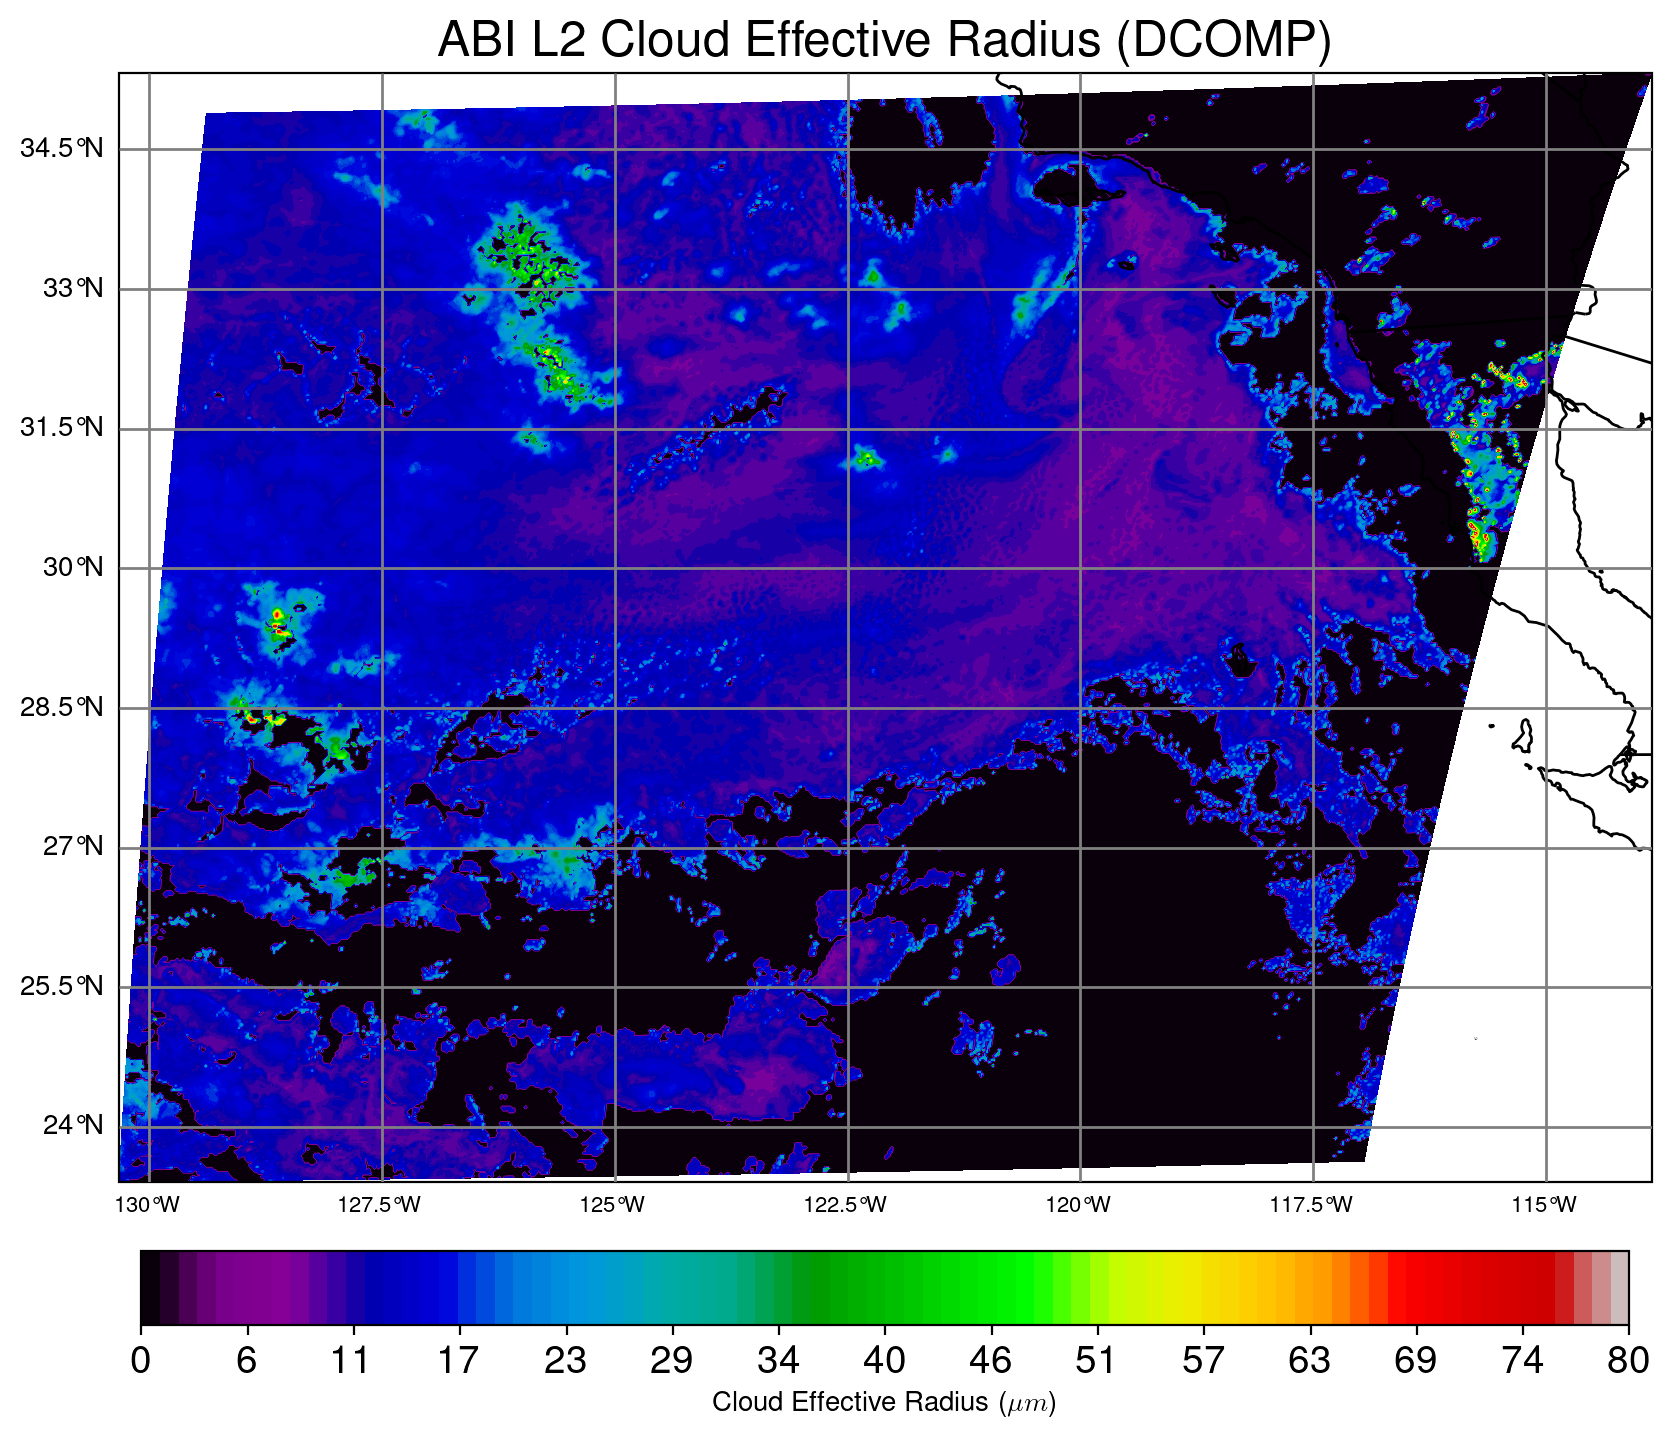 ABI L2 Cloud Effective Radius (DCOMP)
34.5°N
33°N
31.5°N
30°N
28.5°N
27°N
25.5°N
24°N
130°W 127.5°W 125°W 122.5°W 120°W 117.5°W 115°W
0 6 11 17 23 29 34 40 46 51 57 63 69 74 80
Cloud Effective Radius (μm)